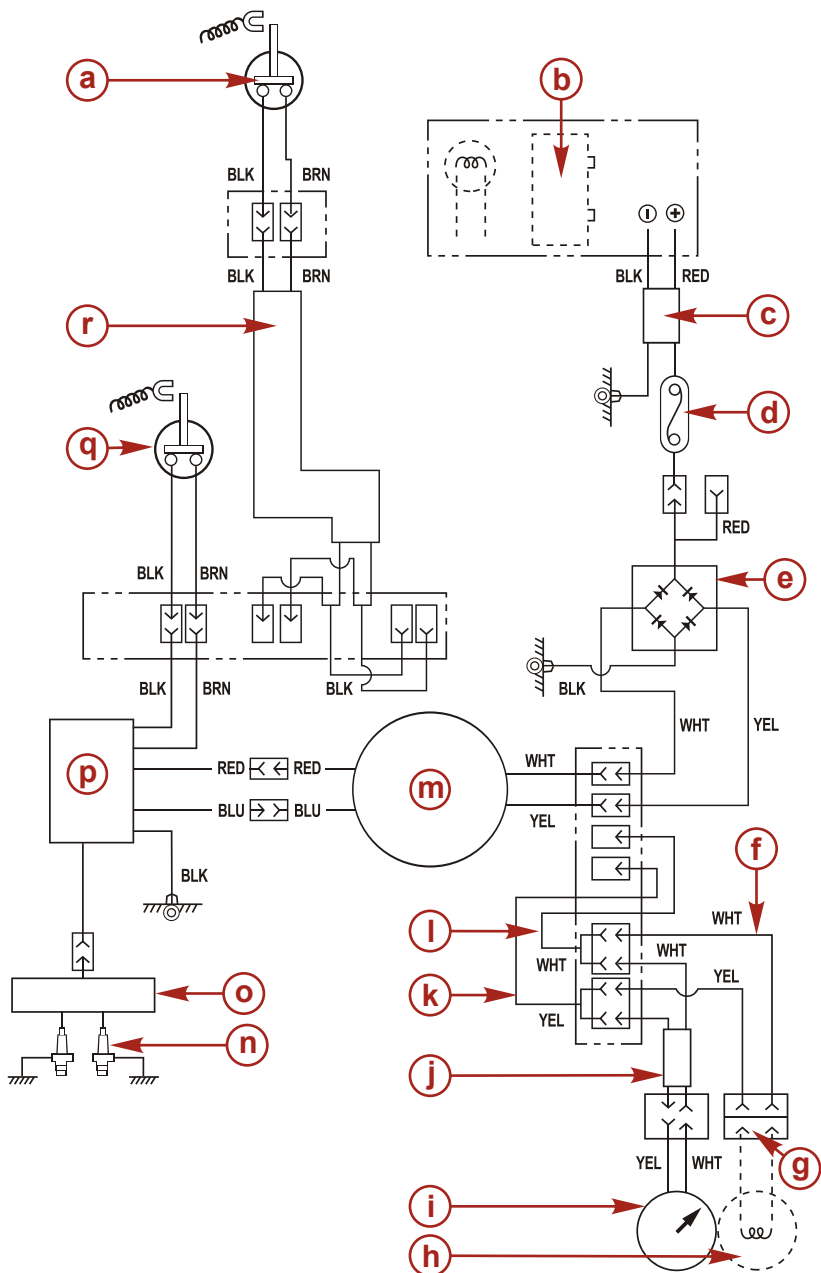 a
b
BLK BRN
BLK BRN
BLK RED
r
c
d
q
RED
BLK BRN
e
BLK BRN
BLK
BLK
WHT
YEL
p
RED RED
m
WHT
BLU BLU
YEL
f
BLK
WHT
l
WHT
WHT
o
k
YEL
YEL
n
j
YEL WHT
g
i
h